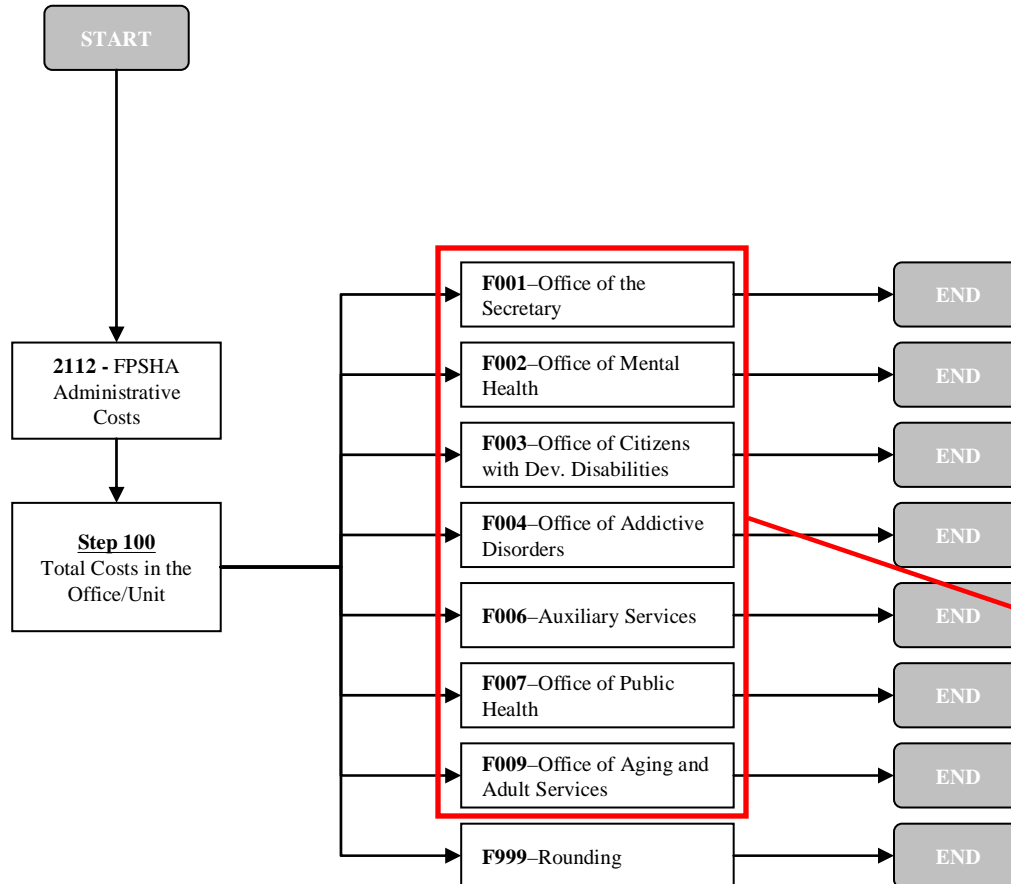 START
2112 - FPSHA
Administrative
Costs
Step 100
Total Costs in the
Office/Unit
F001–Office of the
Secretary
END
F002–Office of Mental
Health
END
F003–Office of Citizens
with Dev. Disabilities
END
F004–Office of Addictive
Disorders
END
F006–Auxiliary Services
END
F007–Office of Public
Health
END
F009–Office of Aging and
Adult Services
END
F999–Rounding
END